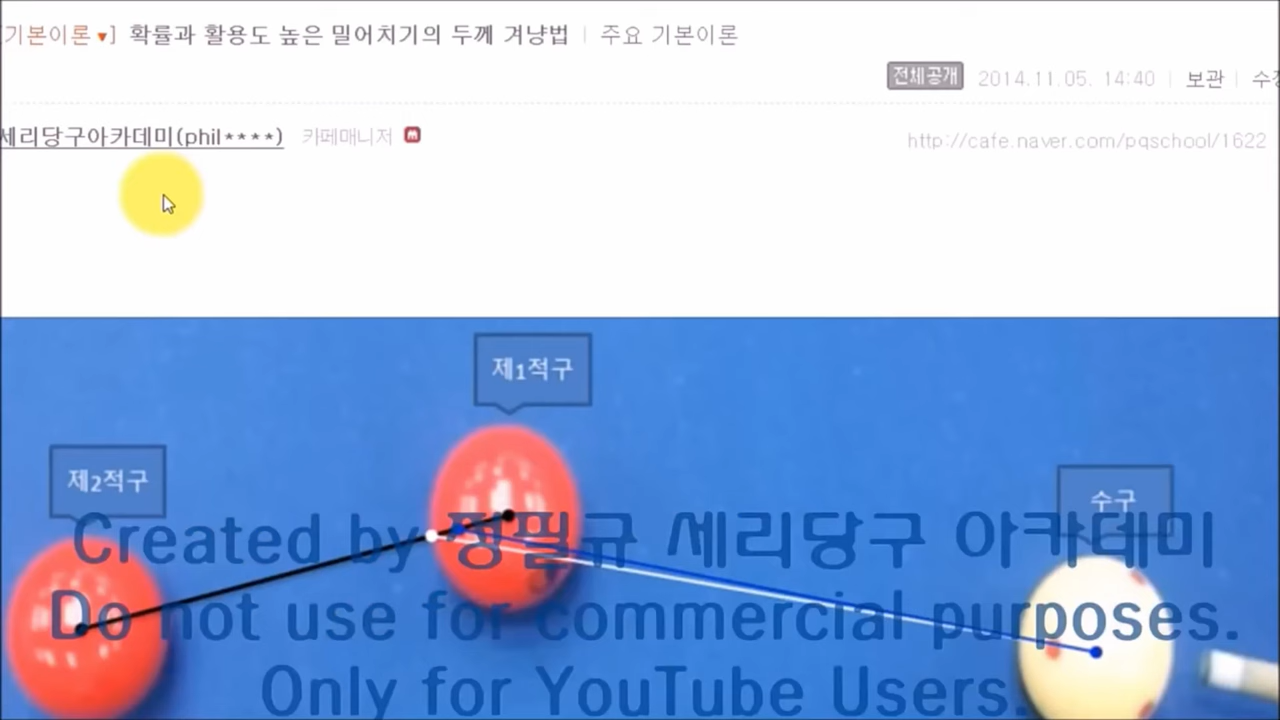 [기본이론 ▼] 확률과 활용도 높은 밀어치기의 두께 겨냥법 | 주요 기본이론
전체공개 2014.11.05. 14:40 | 보관 |
세리당구아카데미(phil****) 카페매니저
http://cafe.naver.com/pqschool/1622
제1적구
제2적구
수구
Created by 정필규 세리당구 아카데미
Do not use for commercial purposes.
Only for YouTube Users.